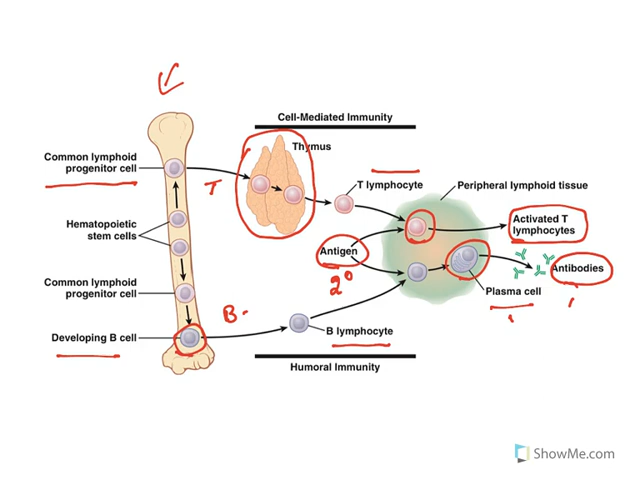 Cell-Mediated Immunity
Thymus
Common lymphoid
progenitor cell
T
T lymphocyte
Peripheral lymphoid tissue
Hematopoietic
stem cells
Antigen
2°
Activated T
lymphocytes
Antibodies
Plasma cell
Common lymphoid
progenitor cell
B
Developing B cell
B lymphocyte
Humoral Immunity
ShowMe.com